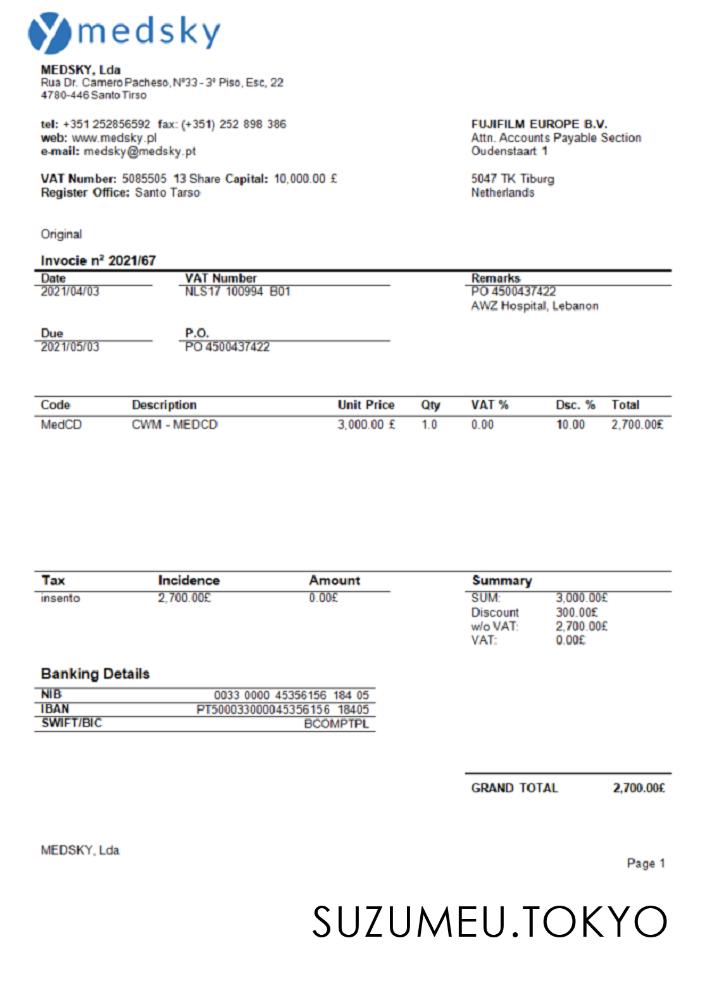 medsky
MEDSKY, Lda
Rua Dr. Camero Pacheso, Nº33 - 3º Piso, Esc, 22
4780-446 Santo Tirso
tel: +351 252856592 fax: (+351) 252 898 386
web: www.medsky.pl
e-mail: medsky@medsky.pt
VAT Number: 5085505 13 Share Capital: 10,000.00 £
Register Office: Santo Tarso
FUJIFILM EUROPE B.V.
Attn. Accounts Payable Section
Oudenstaart 1
5047 TK Tiburg
Netherlands
Original
Invocie nº 2021/67
Date VAT Number Remarks
2021/04/03 NLS17 100994 B01 PO 4500437422
AWZ Hospital, Lebanon
Due P.O.
2021/05/03 PO 4500437422
Code Description Unit Price Qty VAT % Dsc. % Total
MedCD CWM - MEDCD 3,000.00 £ 1.0 0.00 10.00 2,700.00£
Tax Incidence Amount
insento 2,700.00£ 0.00£
Summary
SUM: 3,000.00£
Discount 300.00£
w/o VAT: 2,700.00£
VAT: 0.00£
Banking Details
NIB 0033 0000 45356156 184 05
IBAN PT500033000045356156 18405
SWIFT/BIC BCOMPTPL
GRAND TOTAL 2,700.00£
MEDSKY, Lda
Page 1
SUZUMEU.TOKYO